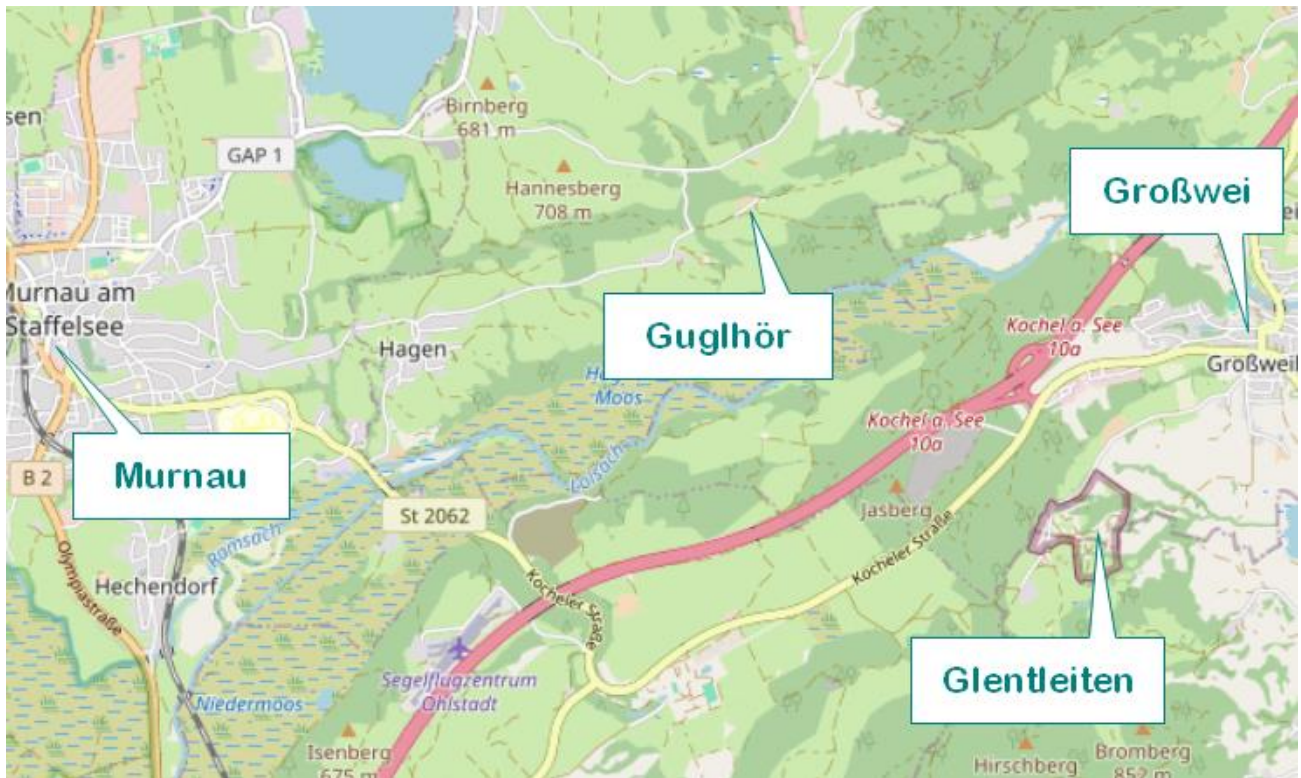 sen
Birnberg
681 m
GAP 1
Hannesberg
708 m
Großwei
Murnau am
Staffelsee
Guglhör
Kochel a. See
10a
Hagen
Moos
Großweil
Kochel a. See
10a
Murnau
B 2
Loisach
St 2062
Jasberg
Ramsach
Kocheler Straße
Hechendorf
Olympiastraße
Kocheler Straße
Segelflugzentrum
Ohlstadt
Glentleiten
Niedermoos
Isenberg
675 m
Hirschberg
Bromberg
852 m